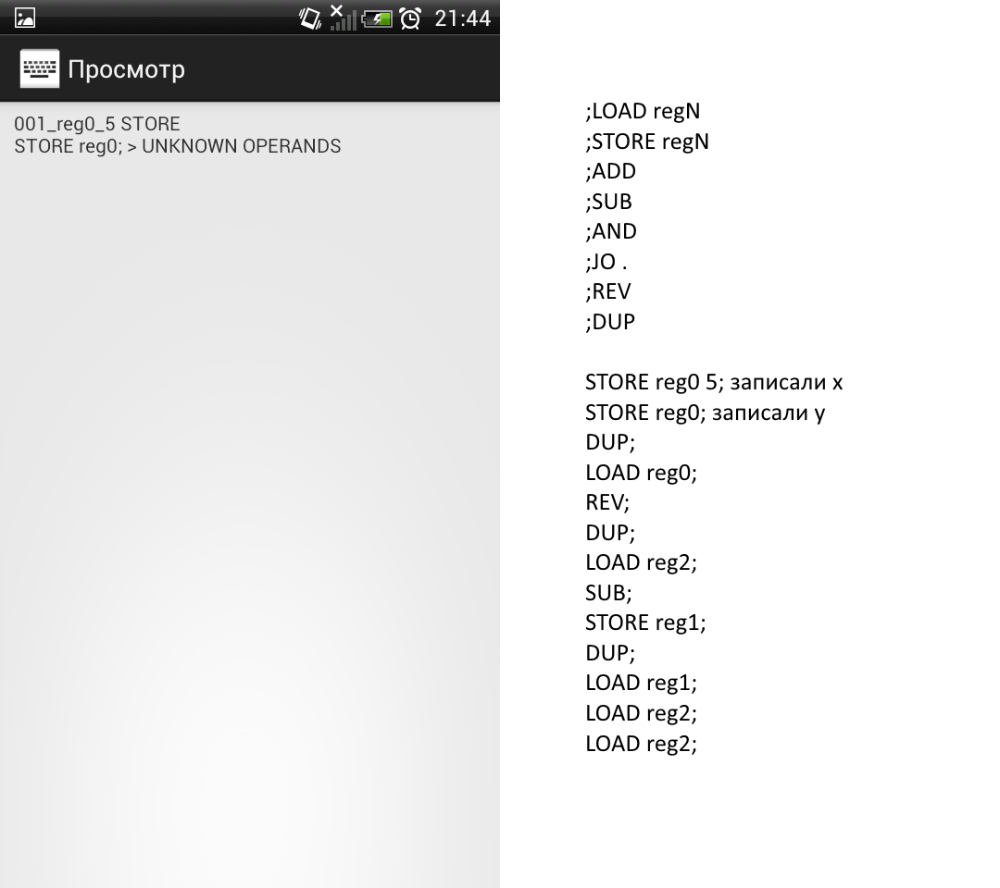 21:44
Просмотр
001_reg0_5 STORE
STORE reg0; > UNKNOWN OPERANDS
;LOAD regN
;STORE regN
;ADD
;SUB
;AND
;JO .
;REV
;DUP
STORE reg0 5; записали x
STORE reg0; записали y
DUP;
LOAD reg0;
REV;
DUP;
LOAD reg2;
SUB;
STORE reg1;
DUP;
LOAD reg1;
LOAD reg2;
LOAD reg2;